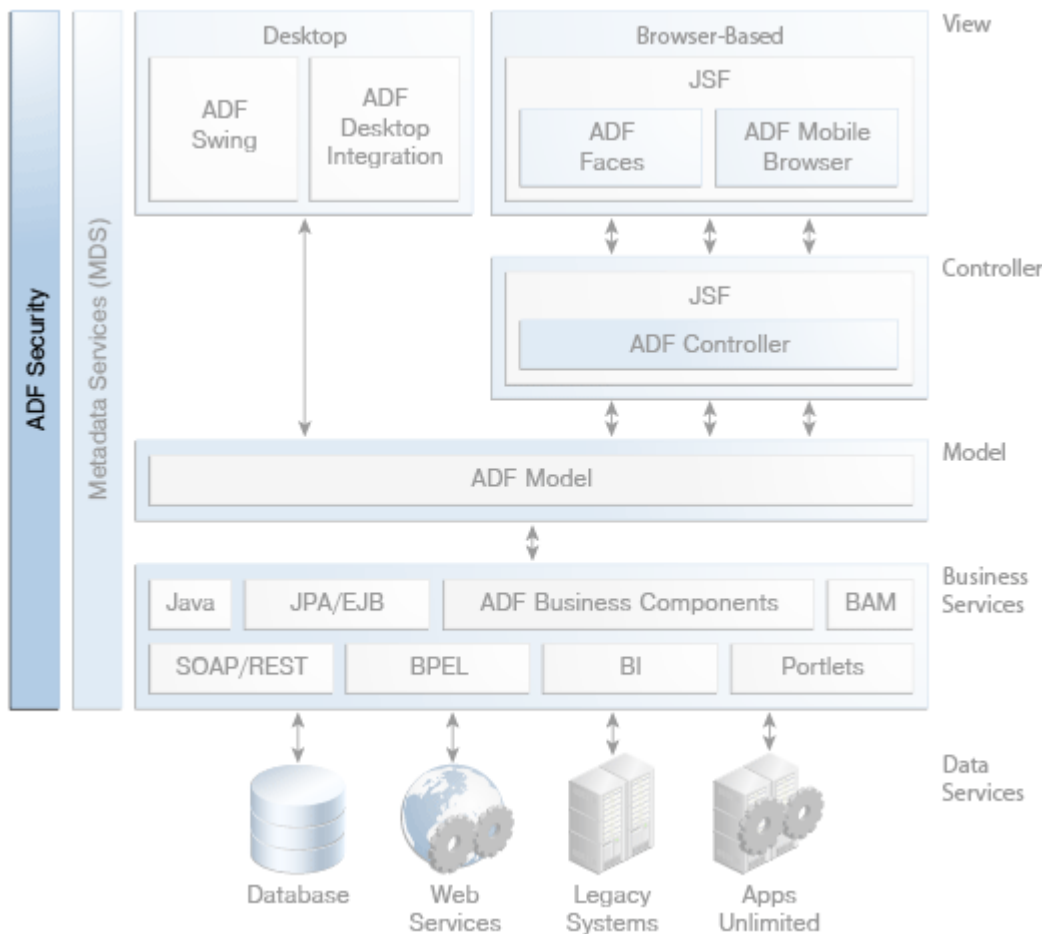 Desktop
Browser-Based
View
JSF
ADF
Swing
ADF
Desktop
Integration
ADF
Faces
ADF Mobile
Browser
ADF Security
Metadata Services (MDS)
Controller
JSF
ADF Controller
Model
ADF Model
Business
Services
Java
JPA/EJB
ADF Business Components
BAM
SOAP/REST
BPEL
BI
Portlets
Data
Services
Database
Web
Services
Legacy
Systems
Apps
Unlimited